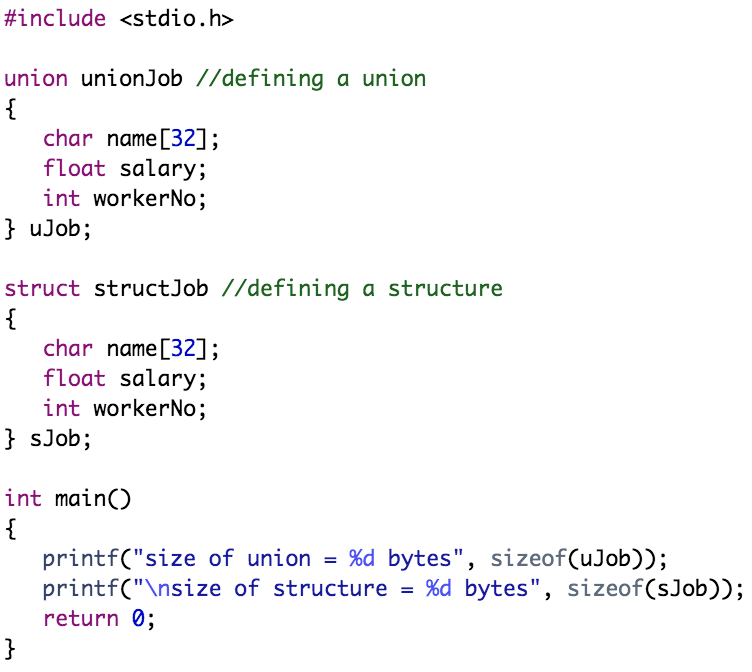 #include <stdio.h>

union unionJob //defining a union
{
   char name[32];
   float salary;
   int workerNo;
} uJob;

struct structJob //defining a structure
{
   char name[32];
   float salary;
   int workerNo;
} sJob;

int main()
{
   printf("size of union = %d bytes", sizeof(uJob));
   printf("\nsize of structure = %d bytes", sizeof(sJob));
   return 0;
}